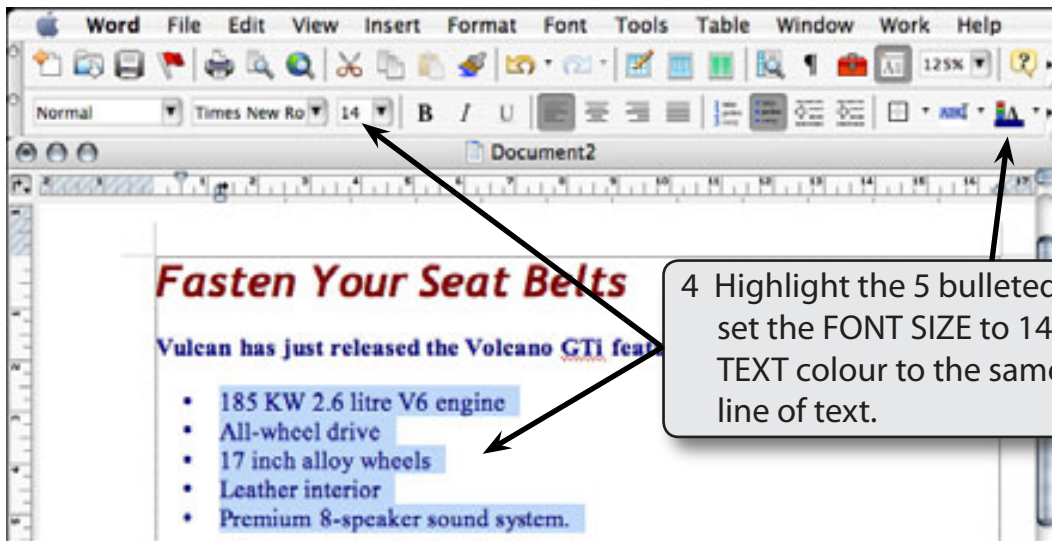 Word File Edit View Insert Format Font Tools Table Window Work Help
125%
Normal Times New Ro 14 B I U
Document2
Fasten Your Seat Belts
Vulcan has just released the Volcano GTi feat
• 185 KW 2.6 litre V6 engine
• All-wheel drive
• 17 inch alloy wheels
• Leather interior
• Premium 8-speaker sound system.
4 Highlight the 5 bulleted
set the FONT SIZE to 14
TEXT colour to the same
line of text.